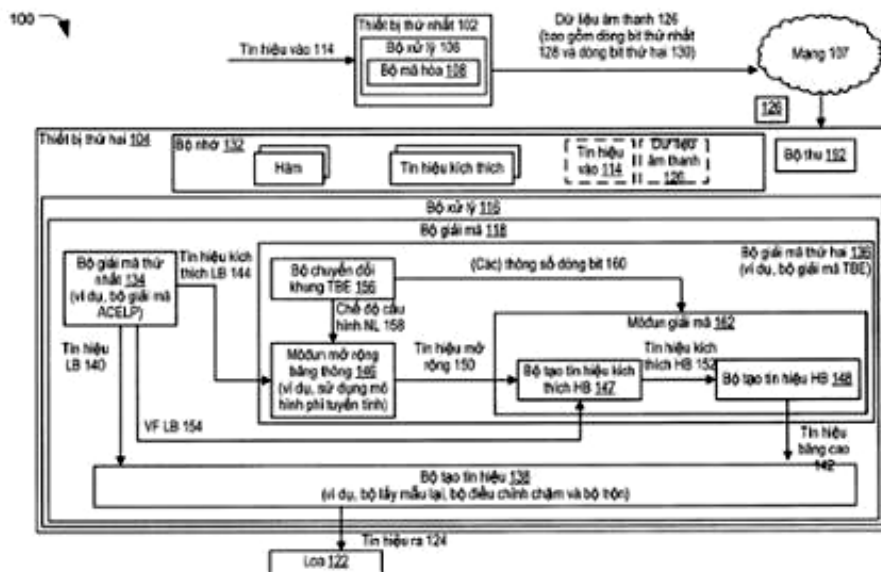 100
Thiết bị thứ nhất 102
Bộ xử lý 106
Bộ mã hóa 108
Tín hiệu vào 114
Dữ liệu âm thanh 126
(bao gồm dòng bit thứ nhất
128 và dòng bit thứ hai 130)
Mạng 107
126
Thiết bị thứ hai 104
Bộ nhớ 132
Hàm
Tín hiệu kích thích
Tín hiệu
vào 114
Dữ liệu
âm thanh
126
Bộ thu 192
Bộ xử lý 116
Bộ giải mã 118
Bộ giải mã thứ
nhất 134
(ví dụ, bộ giải mã
ACELP)
Tín hiệu kích
thích LB 144
Bộ chuyển đổi
khung TBE 156
(Các) thông số dòng bit 160
Bộ giải mã thứ hai 136
(ví dụ, bộ giải mã TBE)
Chế độ cấu
hình NL 158
Môđun giải mã 162
Tín hiệu
LB 140
Môđun mở rộng
băng thông 146
(ví dụ, sử dụng mô
hình phi tuyến tính)
Tín hiệu mở
rộng 150
Bộ tạo tín hiệu kích
thích HB 147
Tín hiệu kích
thích HB 152
Bộ tạo tín hiệu HB 148
VF LB 154
Tín hiệu
băng cao
142
Bộ tạo tín hiệu 138
(ví dụ, bộ lấy mẫu lại, bộ điều chỉnh chậm và bộ trộn)
Tín hiệu ra 124
Loa 122